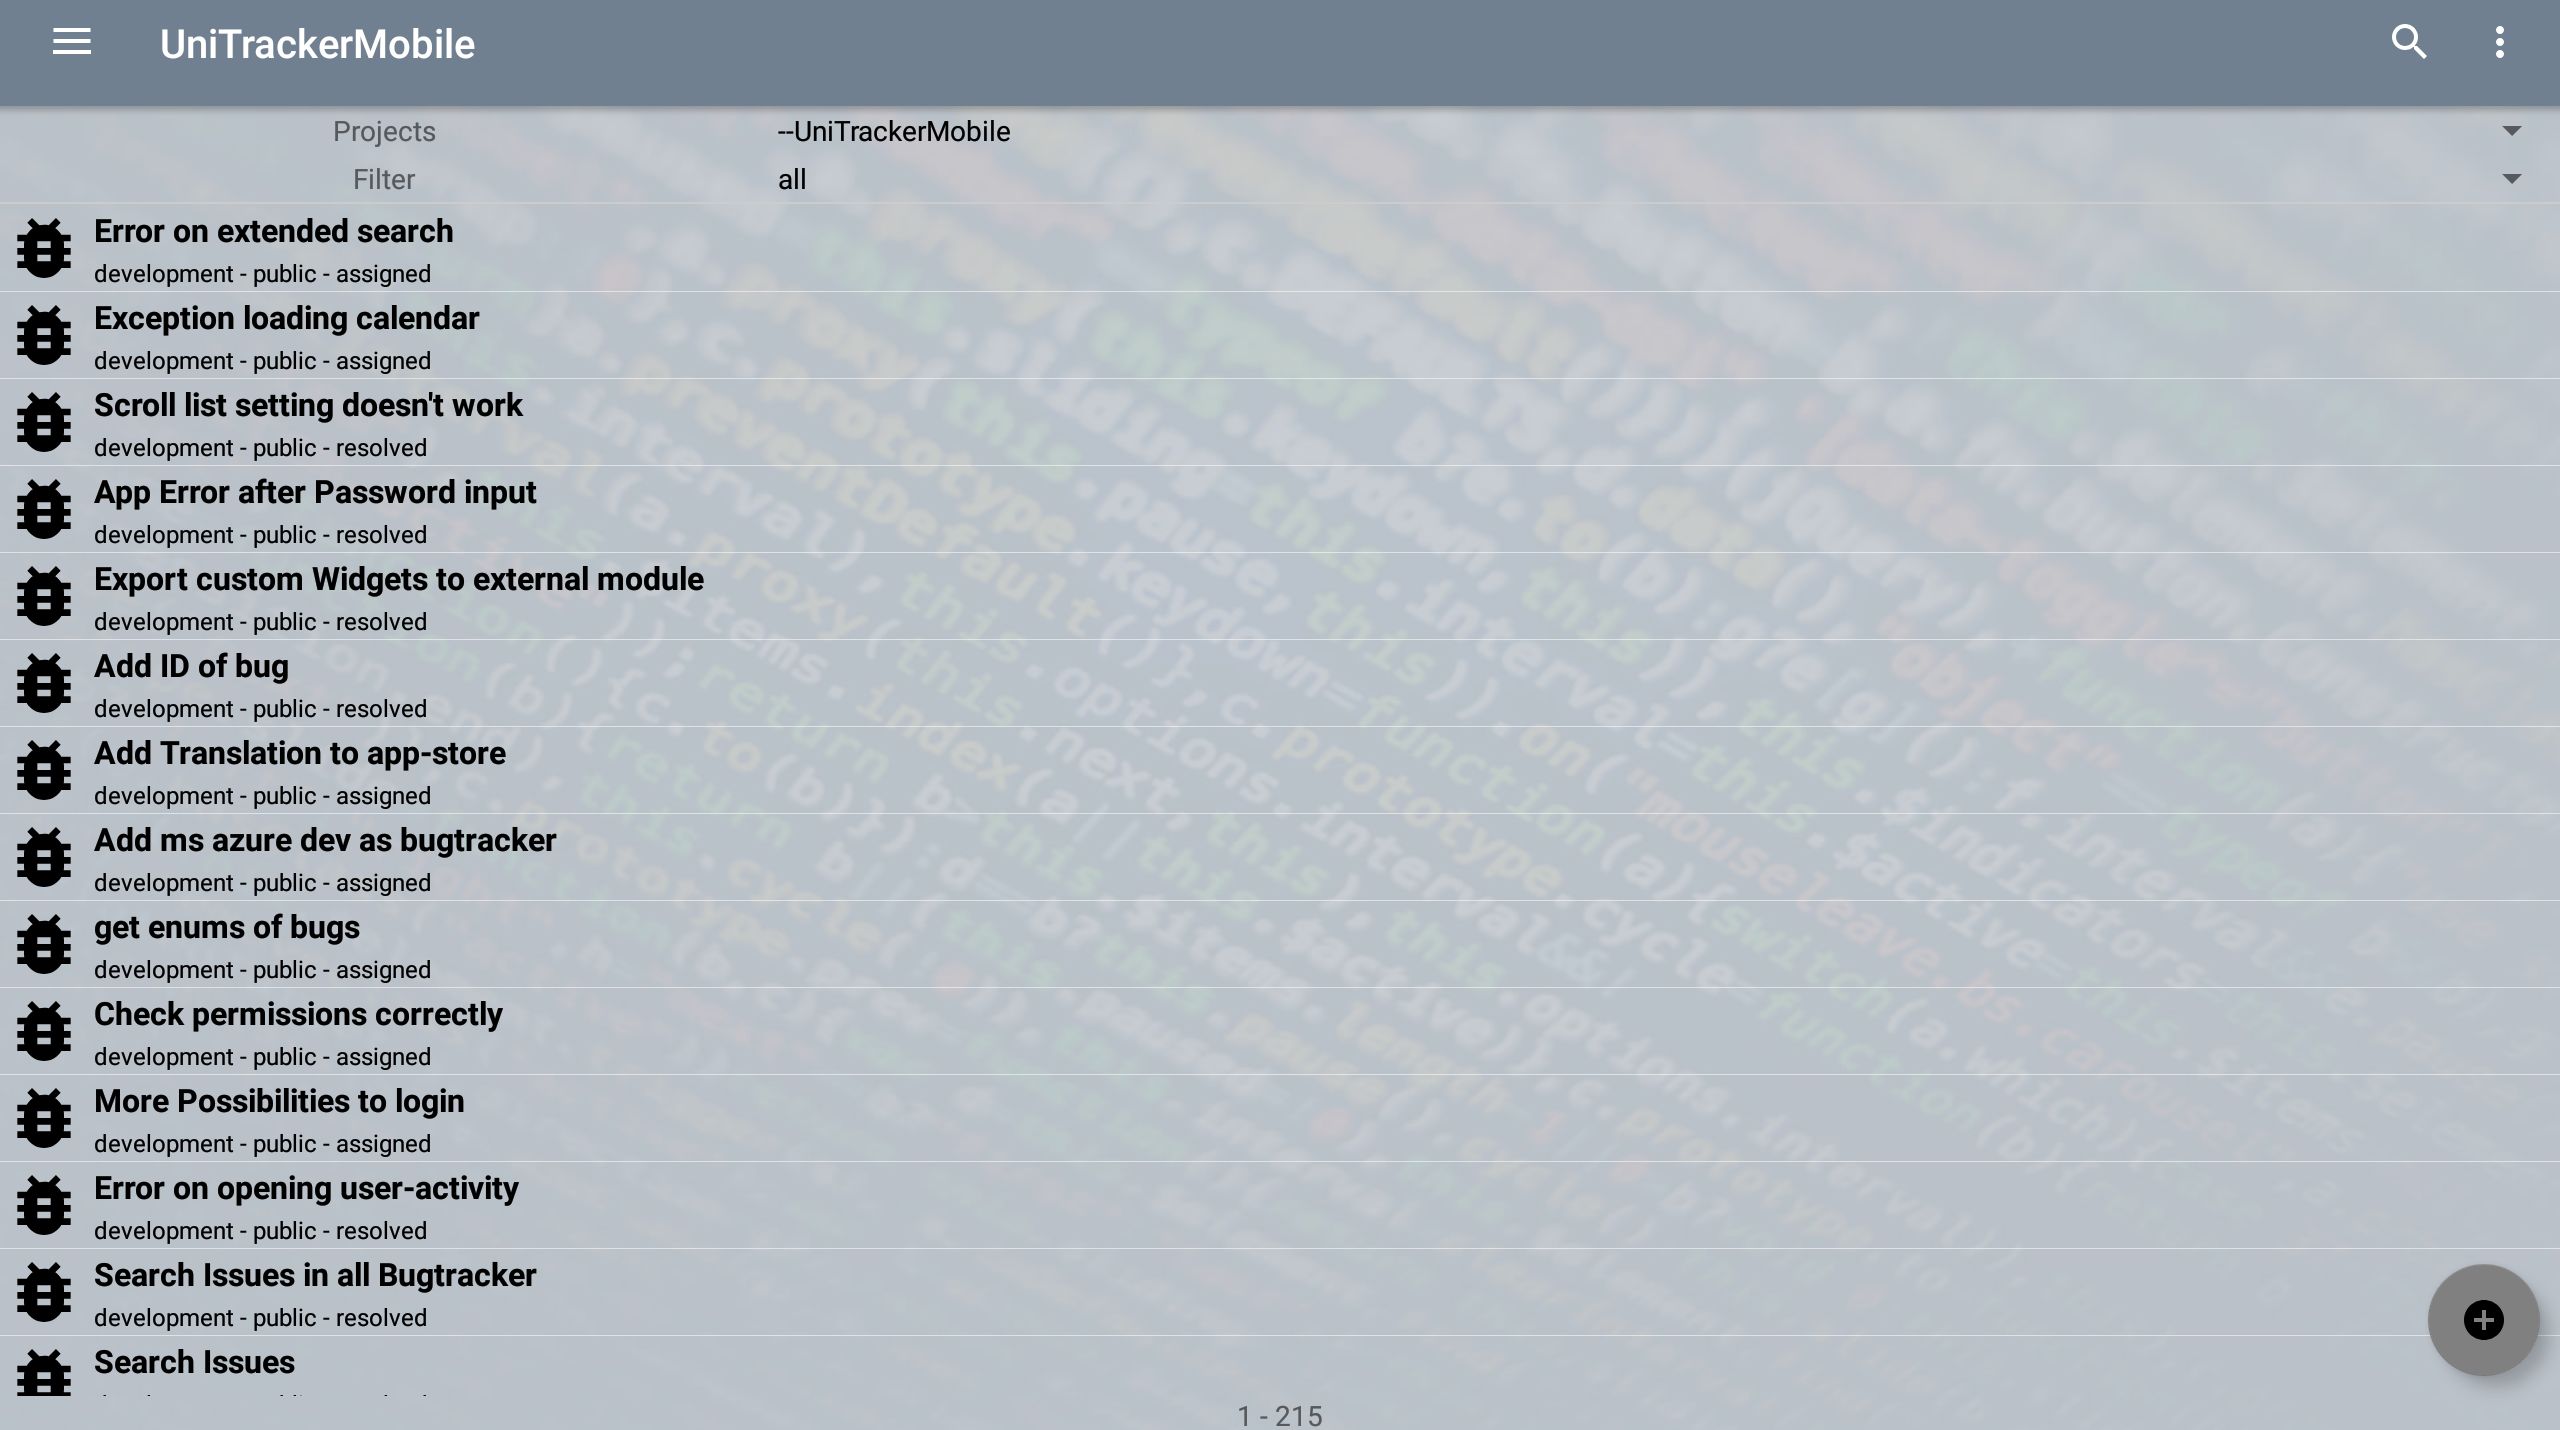 UniTrackerMobile
Projects --UniTrackerMobile
Filter all
Error on extended search
development - public - assigned
Exception loading calendar
development - public - assigned
Scroll list setting doesn't work
development - public - resolved
App Error after Password input
development - public - resolved
Export custom Widgets to external module
development - public - resolved
Add ID of bug
development - public - resolved
Add Translation to app-store
development - public - assigned
Add ms azure dev as bugtracker
development - public - assigned
get enums of bugs
development - public - assigned
Check permissions correctly
development - public - assigned
More Possibilities to login
development - public - assigned
Error on opening user-activity
development - public - resolved
Search Issues in all Bugtracker
development - public - resolved
Search Issues
1 - 215